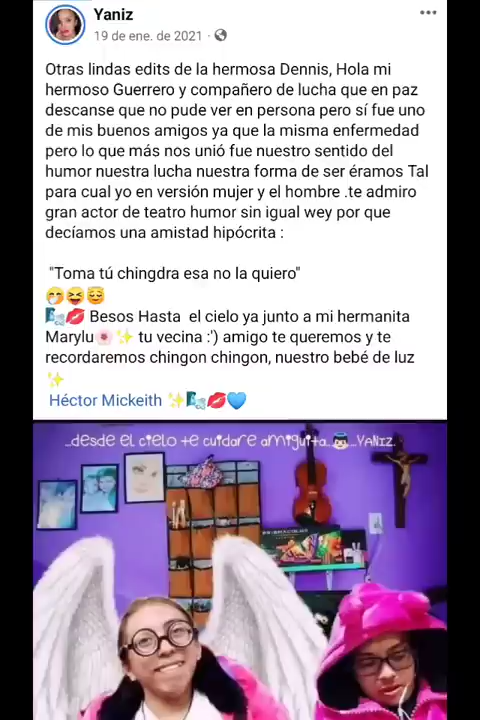 Yaniz
19 de ene. de 2021 ·
Otras lindas edits de la hermosa Dennis, Hola mi
hermoso Guerrero y compañero de lucha que en paz
descanse que no pude ver en persona pero sí fue uno
de mis buenos amigos ya que la misma enfermedad
pero lo que más nos unió fue nuestro sentido del
humor nuestra lucha nuestra forma de ser éramos Tal
para cual yo en versión mujer y el hombre .te admiro
gran actor de teatro humor sin igual wey por que
decíamos una amistad hipócrita :
"Toma tú chingdra esa no la quiero"
🤭😝😇
🌬💋 Besos Hasta el cielo ya junto a mi hermanita
Marylu🌸✨ tu vecina :') amigo te queremos y te
recordaremos chingon chingon, nuestro bebé de luz
✨
Héctor Mickeith ✨🌬💋💙
...desde el cielo te cuidare amiguita...👼🏻...YAÑIZ.